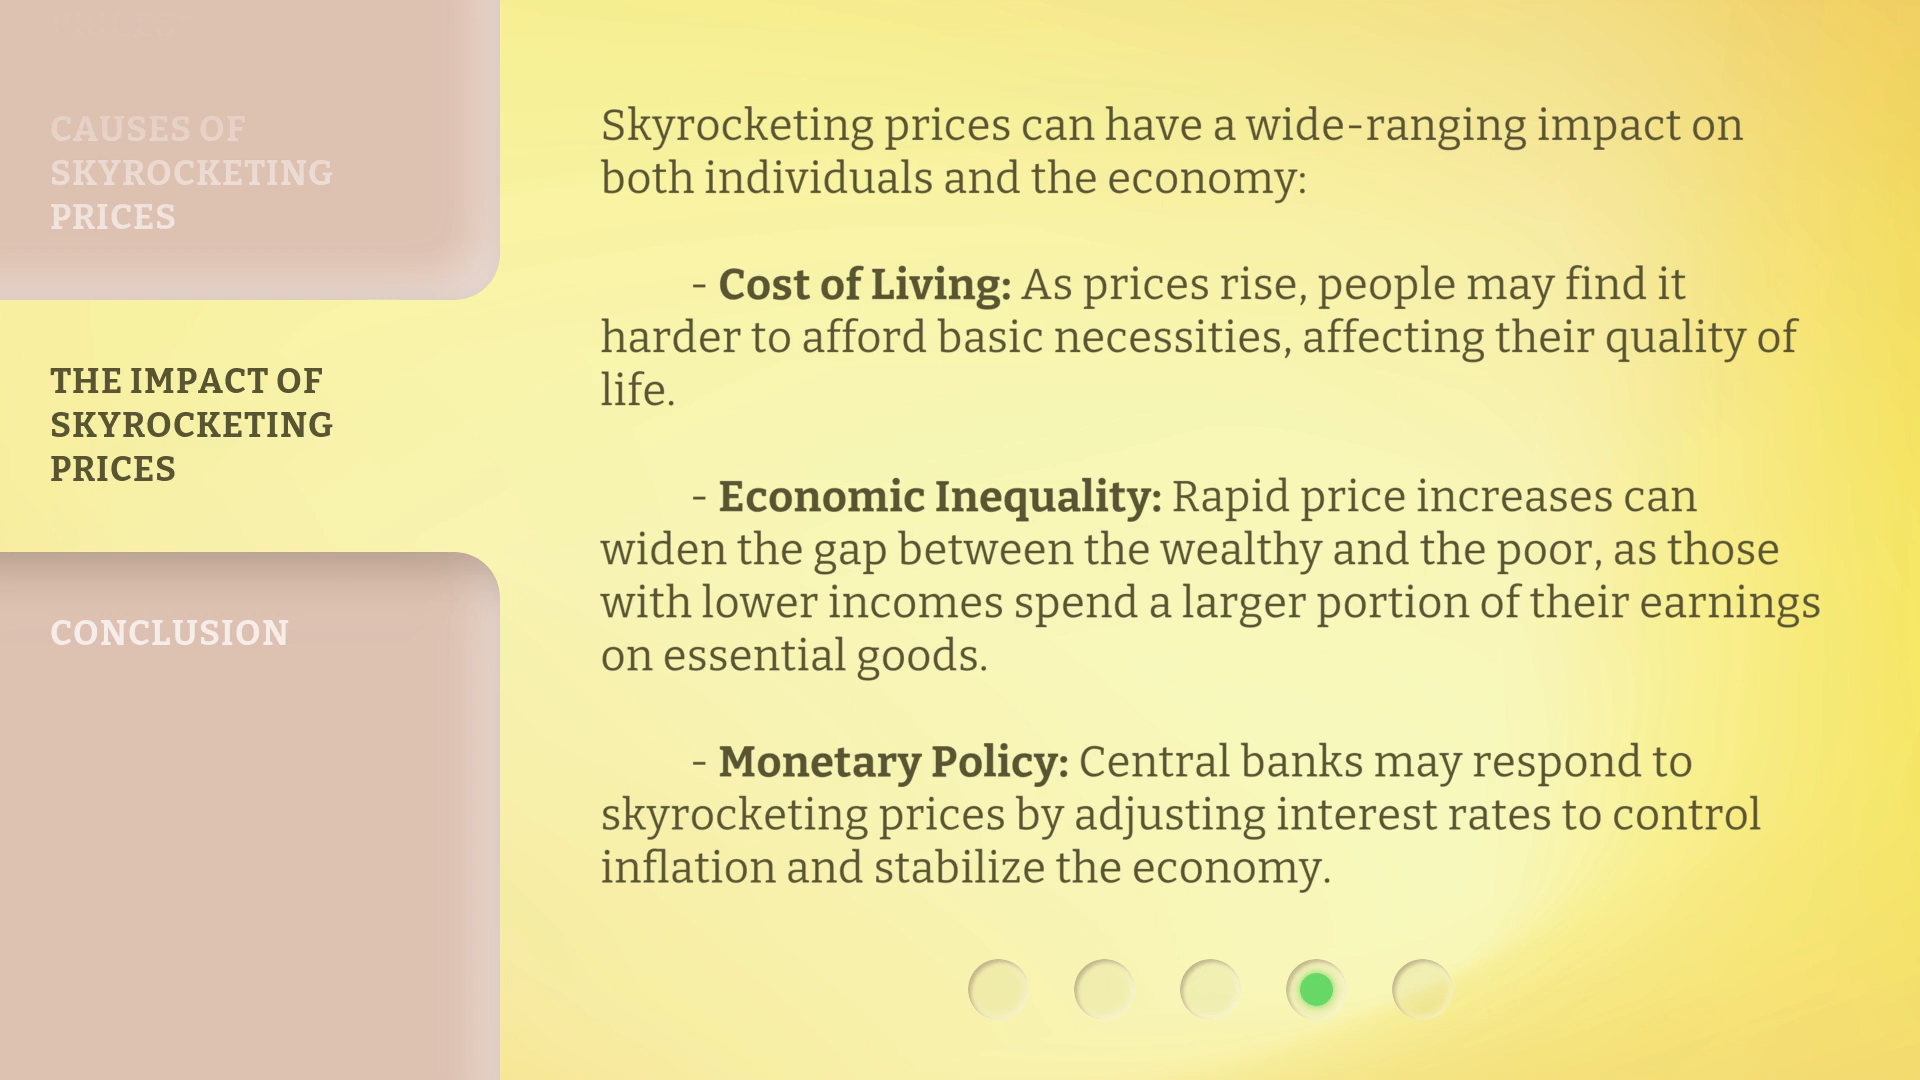 CAUSES OF
SKYROCKETING
PRICES
THE IMPACT OF
SKYROCKETING
PRICES
CONCLUSION
Skyrocketing prices can have a wide-ranging impact on
both individuals and the economy:
- Cost of Living: As prices rise, people may find it
harder to afford basic necessities, affecting their quality of
life.
- Economic Inequality: Rapid price increases can
widen the gap between the wealthy and the poor, as those
with lower incomes spend a larger portion of their earnings
on essential goods.
- Monetary Policy: Central banks may respond to
skyrocketing prices by adjusting interest rates to control
inflation and stabilize the economy.